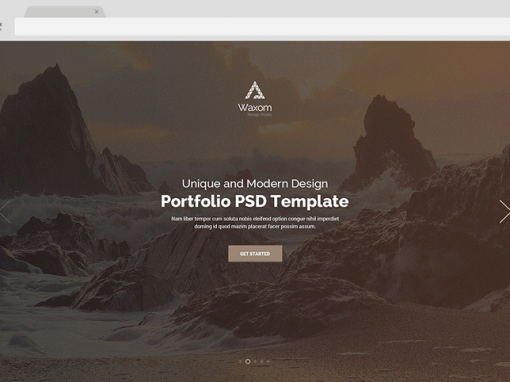 Waxom
Design Studio
Unique and Modern Design
Portfolio PSD Template
Nam liber tempor cum soluta nobis eleifend option congue nihil imperdiet
doming id quod mazim placerat facer possim assum.
GET STARTED